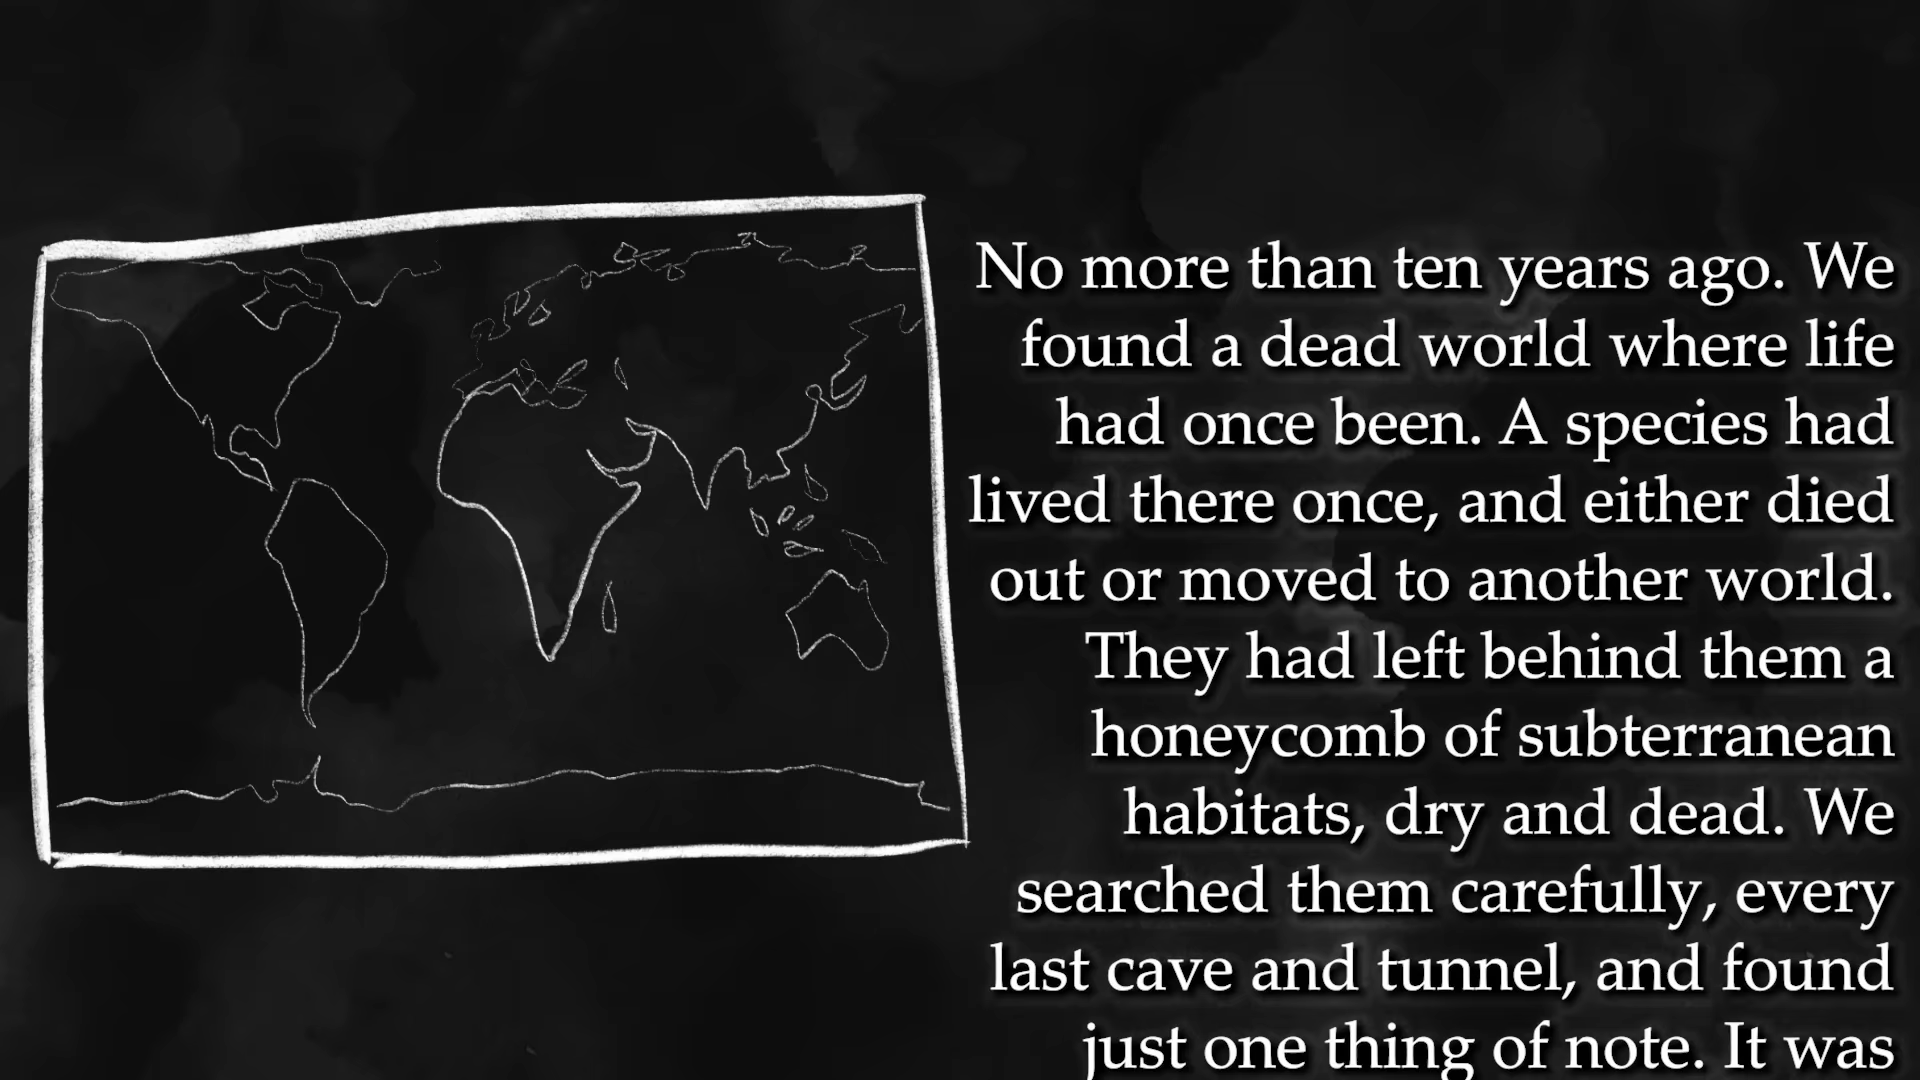 No more than ten years ago. We
found a dead world where life
had once been. A species had
lived there once, and either died
out or moved to another world.
They had left behind them a
honeycomb of subterranean
habitats, dry and dead. We
searched them carefully, every
last cave and tunnel, and found
just one thing of note. It was